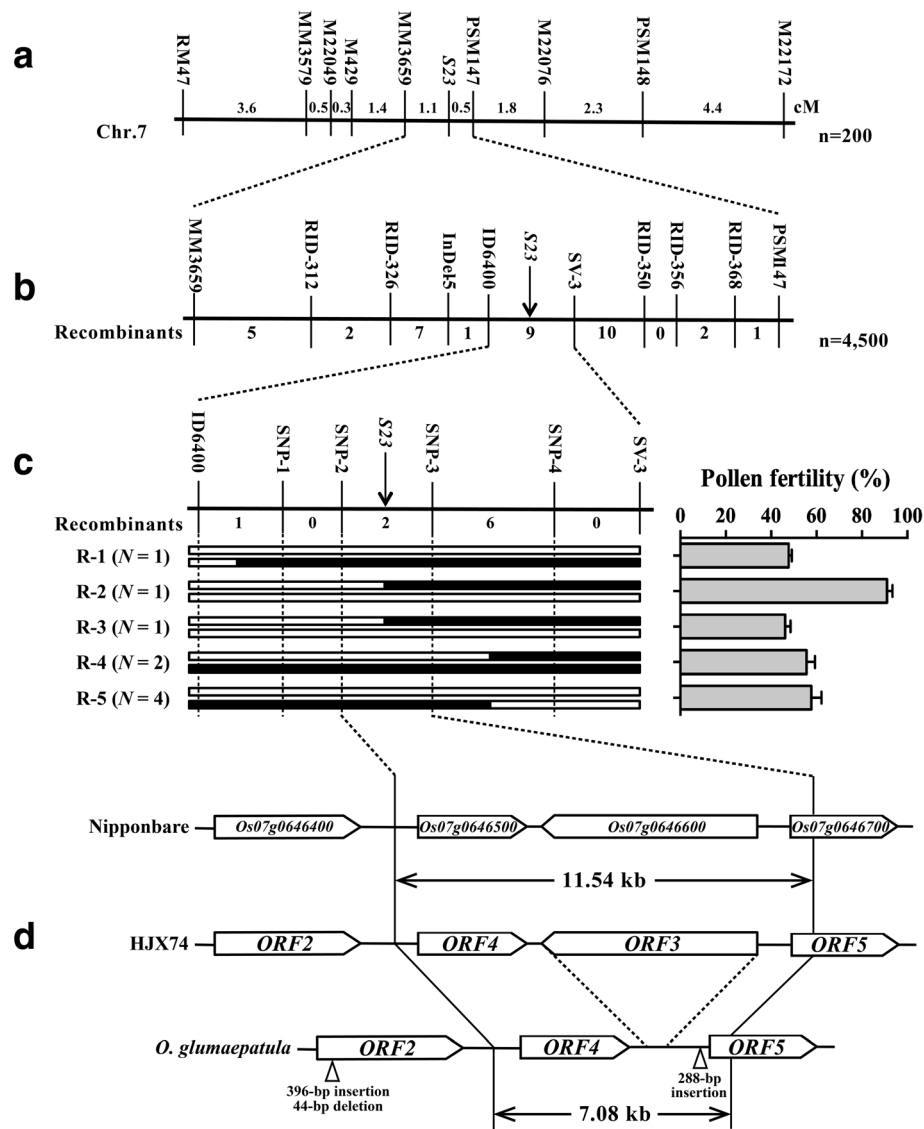 a
RM47 MM3579 M22049 M429 MM3659 S23 PSM147 M22076 PSM148 M22172
3.6 0.5 0.3 1.4 1.1 0.5 1.8 2.3 4.4 cM
Chr.7 n=200
b
MM3659 RID-312 RID-326 InDel-5 ID6400 S23 SV-3 RID-350 RID-356 RID-368 PSM147
Recombinants 5 2 7 1 9 10 0 2 1 n=4,500
c
ID6400 SNP-1 SNP-2 S23 SNP-3 SNP-4 SV-3
Pollen fertility (%)
0 20 40 60 80 100
Recombinants 1 0 2 6 0
R-1 (N = 1)
R-2 (N = 1)
R-3 (N = 1)
R-4 (N = 2)
R-5 (N = 4)
Nipponbare Os07g0646400 Os07g0646500 Os07g0646600 Os07g0646700
11.54 kb
d
HJX74 ORF2 ORF4 ORF3 ORF5
O. glumaepatula ORF2 ORF4 ORF5
396-bp insertion
44-bp deletion
288-bp
insertion
7.08 kb